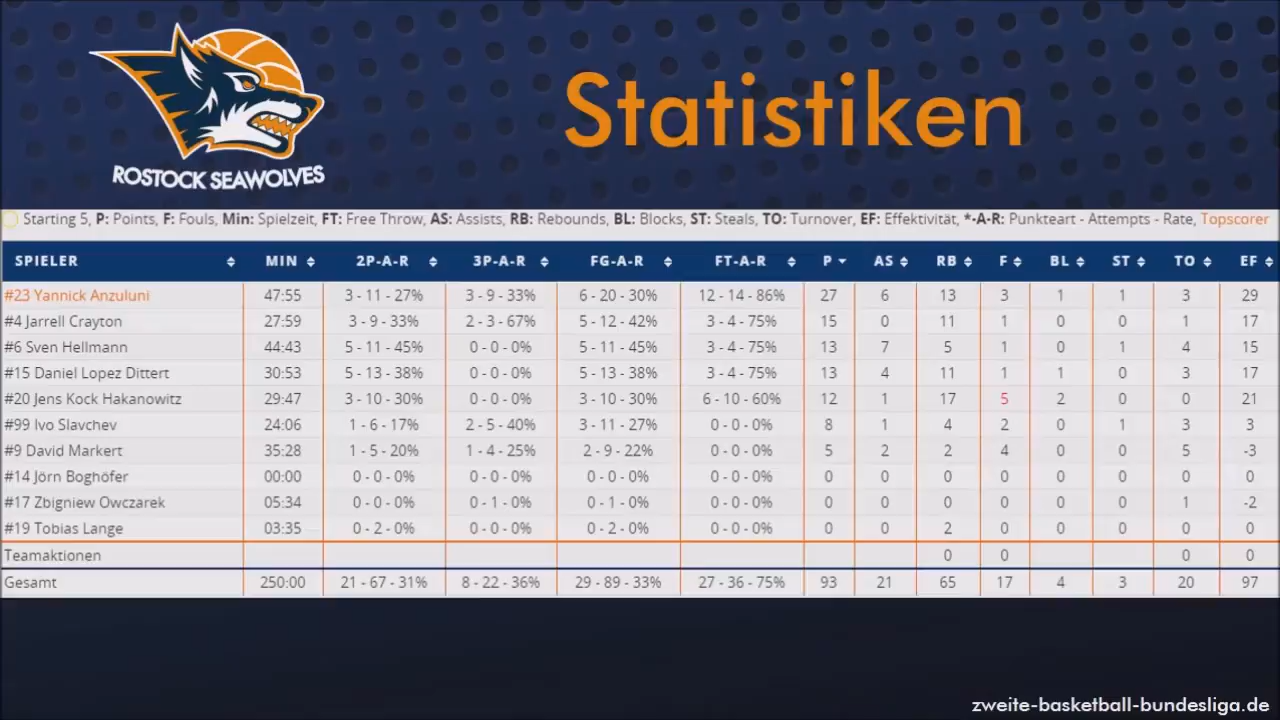 Statistiken
ROSTOCK SEAWOLVES
Starting 5, P: Points, F: Fouls, Min: Spielzeit, FT: Free Throw, AS: Assists, RB: Rebounds, BL: Blocks, ST: Steals, TO: Turnover, EF: Effektivität, *-A-R: Punkteart - Attempts - Rate, Topscorer
SPIELER MIN 2P-A-R 3P-A-R FG-A-R FT-A-R P AS RB F BL ST TO EF
#23 Yannick Anzuluni 47:55 3 - 11 - 27% 3 - 9 - 33% 6 - 20 - 30% 12 - 14 - 86% 27 6 13 3 1 1 3 29
#4 Jarrell Crayton 27:59 3 - 9 - 33% 2 - 3 - 67% 5 - 12 - 42% 3 - 4 - 75% 15 0 11 1 0 0 1 17
#6 Sven Hellmann 44:43 5 - 11 - 45% 0 - 0 - 0% 5 - 11 - 45% 3 - 4 - 75% 13 7 5 1 0 1 4 15
#15 Daniel Lopez Dittert 30:53 5 - 13 - 38% 0 - 0 - 0% 5 - 13 - 38% 3 - 4 - 75% 13 4 11 1 1 0 3 17
#20 Jens Kock Hakanowitz 29:47 3 - 10 - 30% 0 - 0 - 0% 3 - 10 - 30% 6 - 10 - 60% 12 1 17 5 2 0 0 21
#99 Ivo Slavchev 24:06 1 - 6 - 17% 2 - 5 - 40% 3 - 11 - 27% 0 - 0 - 0% 8 1 4 2 0 1 3 3
#9 David Markert 35:28 1 - 5 - 20% 1 - 4 - 25% 2 - 9 - 22% 0 - 0 - 0% 5 2 2 4 0 0 5 -3
#14 Jörn Boghöfer 00:00 0 - 0 - 0% 0 - 0 - 0% 0 - 0 - 0% 0 - 0 - 0% 0 0 0 0 0 0 0 0
#17 Zbigniew Owczarek 05:34 0 - 0 - 0% 0 - 1 - 0% 0 - 1 - 0% 0 - 0 - 0% 0 0 0 0 0 0 1 -2
#19 Tobias Lange 03:35 0 - 2 - 0% 0 - 0 - 0% 0 - 2 - 0% 0 - 0 - 0% 0 0 2 0 0 0 0 0
Teamaktionen 0 0 0 0
Gesamt 250:00 21 - 67 - 31% 8 - 22 - 36% 29 - 89 - 33% 27 - 36 - 75% 93 21 65 17 4 3 20 97
zweite-basketball-bundesliga.de